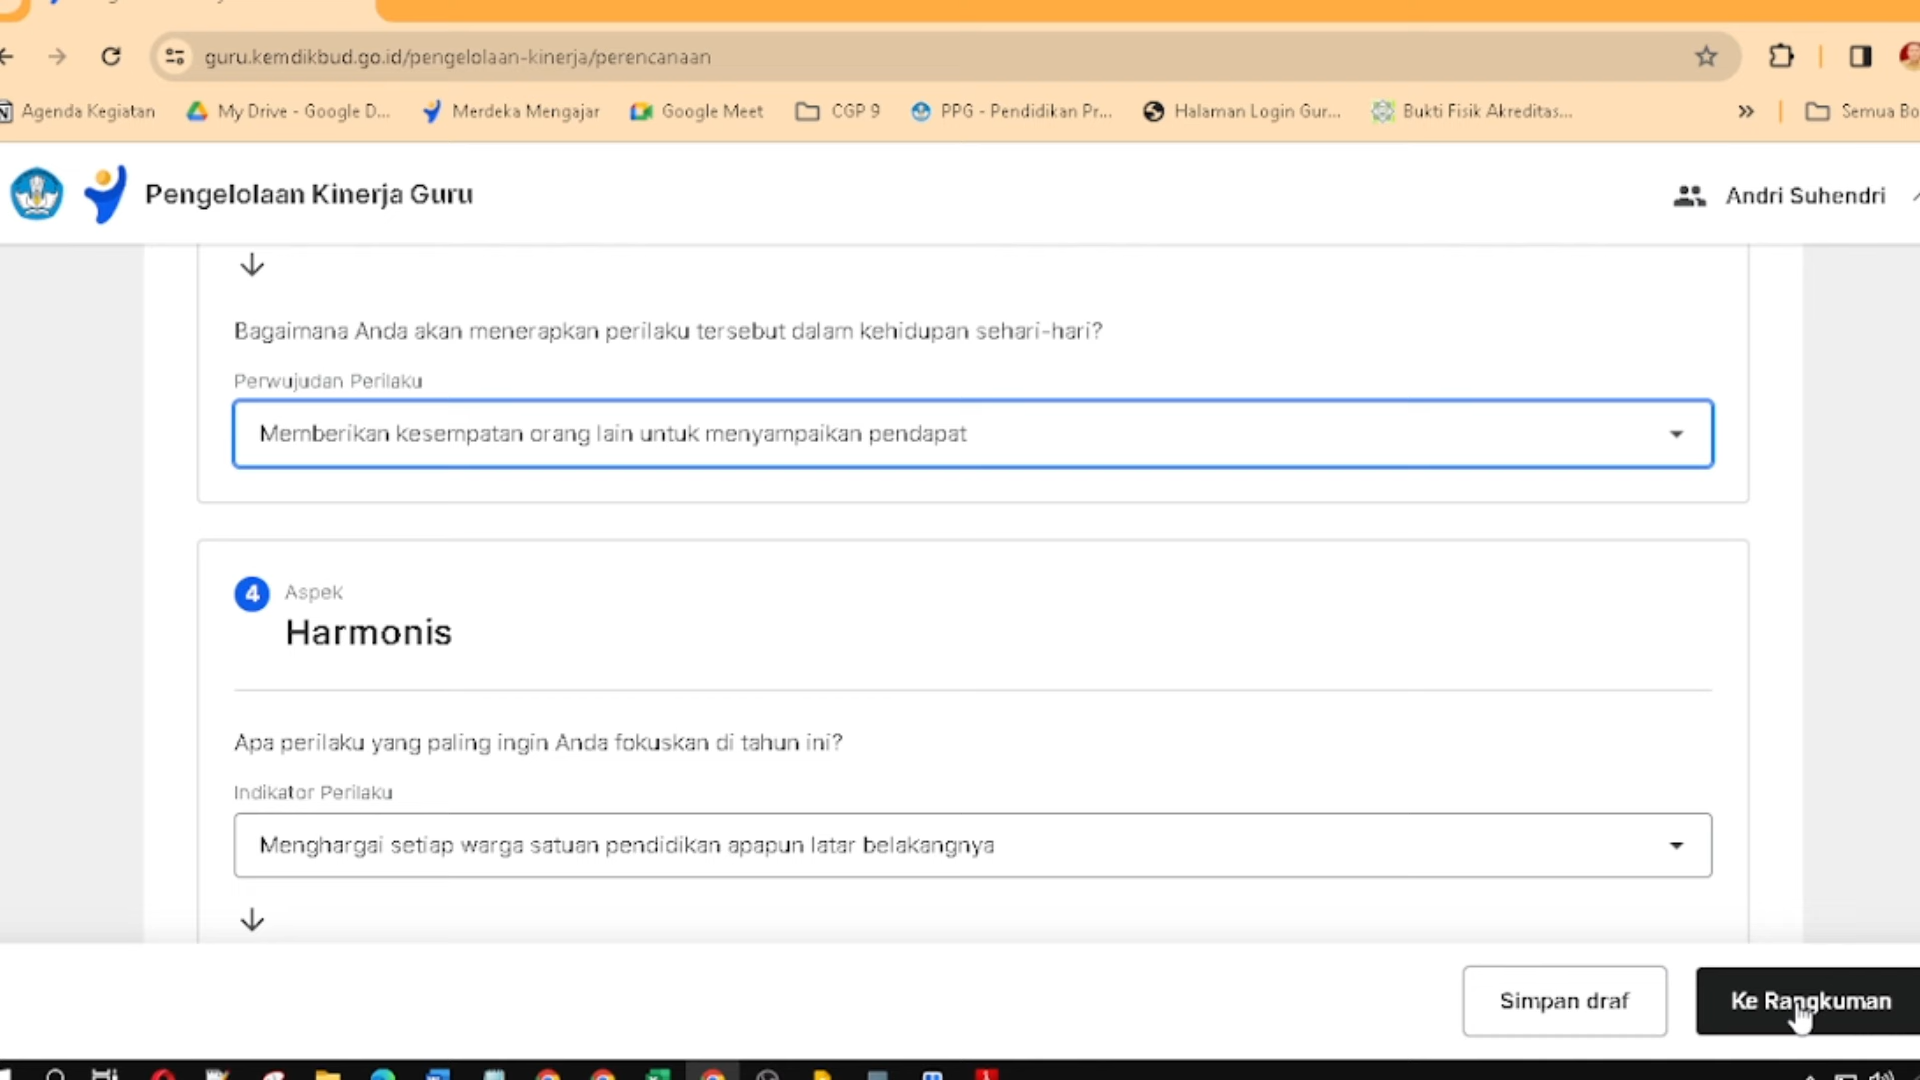 guru.kemdikbud.go.id/pengelolaan-kinerja/perencanaan
Agenda Kegiatan My Drive - Google D... Merdeka Mengajar Google Meet CGP 9 PPG - Pendidikan Pr... Halaman Login Gur... Bukti Fisik Akreditas... » Semua Bo
Pengelolaan Kinerja Guru Andri Suhendri
Bagaimana Anda akan menerapkan perilaku tersebut dalam kehidupan sehari-hari?
Perwujudan Perilaku
Memberikan kesempatan orang lain untuk menyampaikan pendapat
4 Aspek
Harmonis
Apa perilaku yang paling ingin Anda fokuskan di tahun ini?
Indikator Perilaku
Menghargai setiap warga satuan pendidikan apapun latar belakangnya
Simpan draf Ke Rangkuman